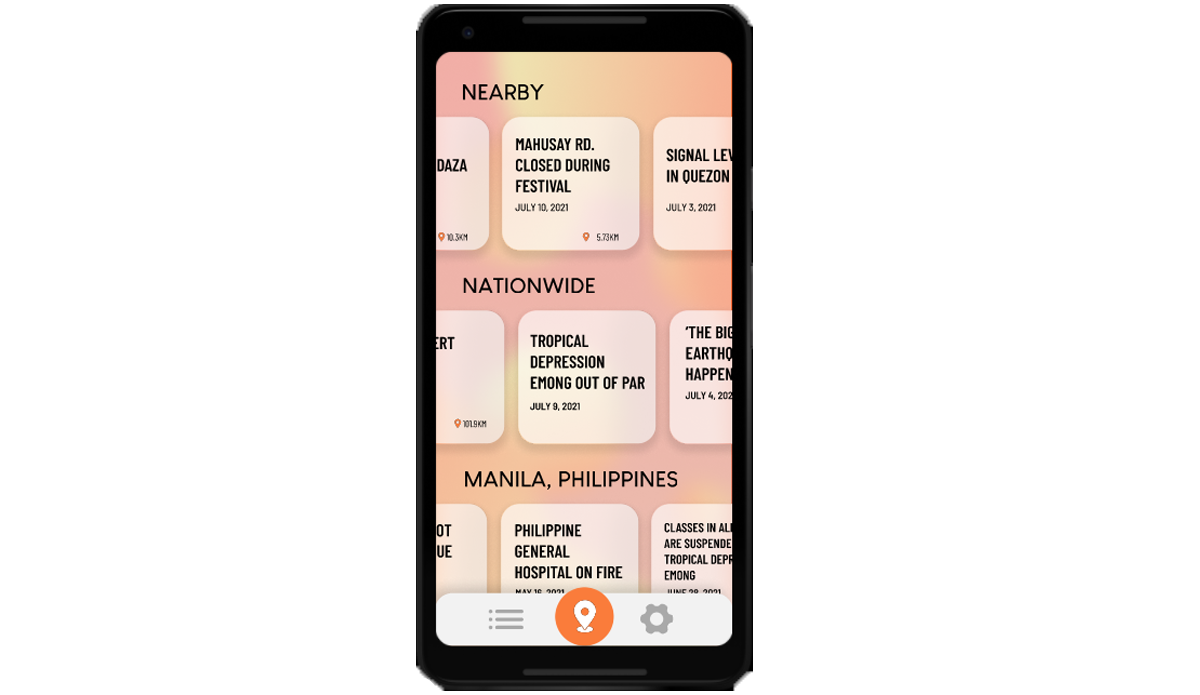 NEARBY
DAZA
10.3KM
MAHUSAY RD.
CLOSED DURING
FESTIVAL
JULY 10, 2021
5.73KM
SIGNAL LEV
IN QUEZON
JULY 3, 2021
NATIONWIDE
ERT
101.9KM
TROPICAL
DEPRESSION
EMONG OUT OF PAR
JULY 9, 2021
'THE BIG
EARTHQ
HAPPEN
JULY 4, 202
MANILA, PHILIPPINES
OT
UE
PHILIPPINE
GENERAL
HOSPITAL ON FIRE
MAY 16, 2021
CLASSES IN ALL
ARE SUSPENDE
TROPICAL DEPR
EMONG
JUNE 28, 2021